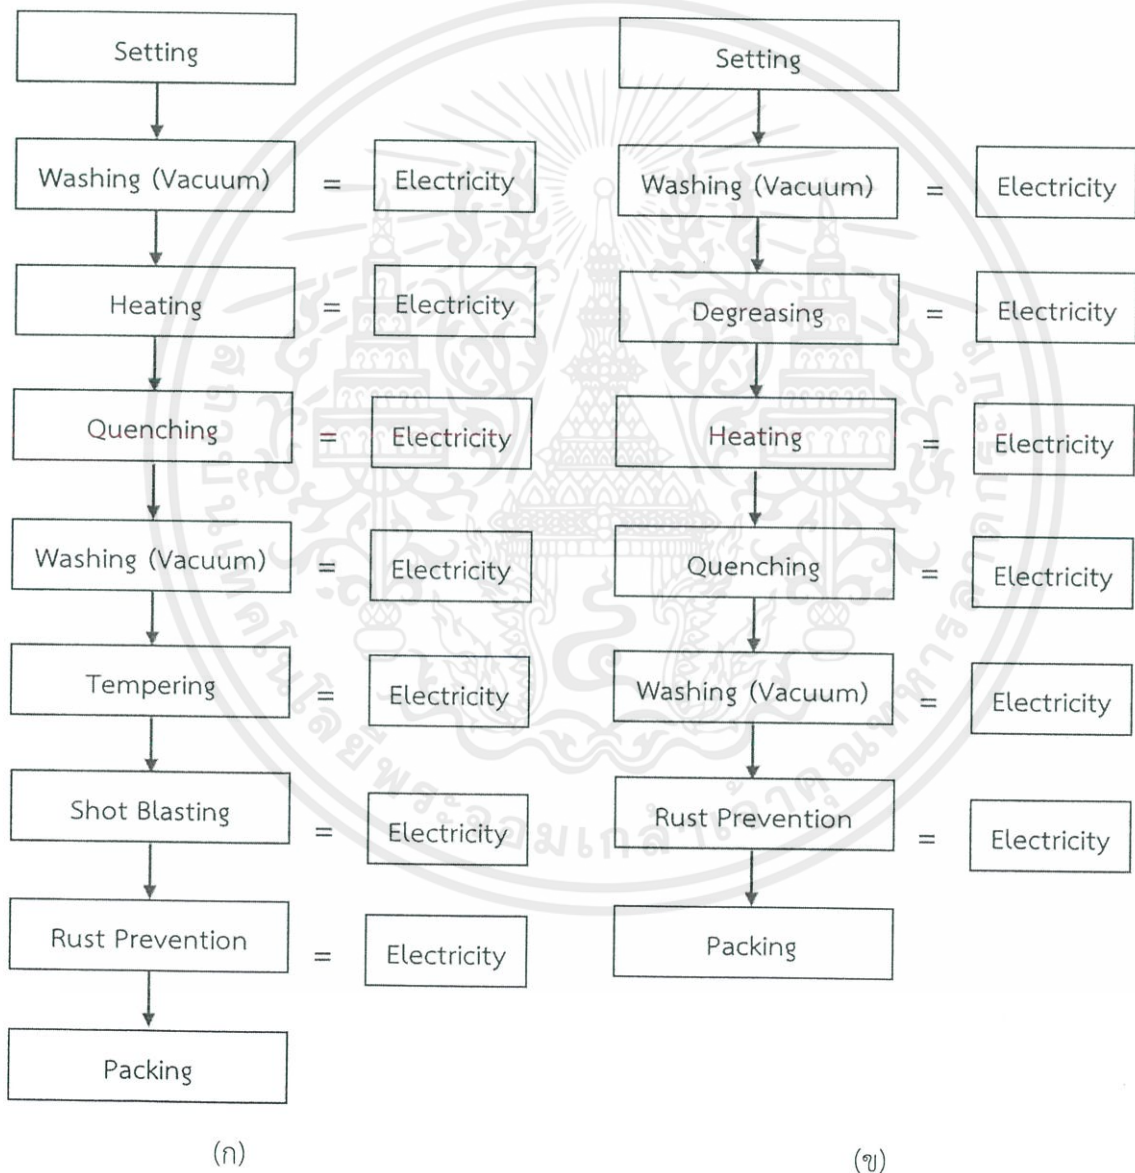 Setting
Washing (Vacuum) = Electricity
Heating = Electricity
Quenching = Electricity
Washing (Vacuum) = Electricity
Tempering = Electricity
Shot Blasting = Electricity
Rust Prevention = Electricity
Packing
(ก)
Setting
Washing (Vacuum) = Electricity
Degreasing = Electricity
Heating = Electricity
Quenching = Electricity
Washing (Vacuum) = Electricity
Rust Prevention = Electricity
Packing
(ข)